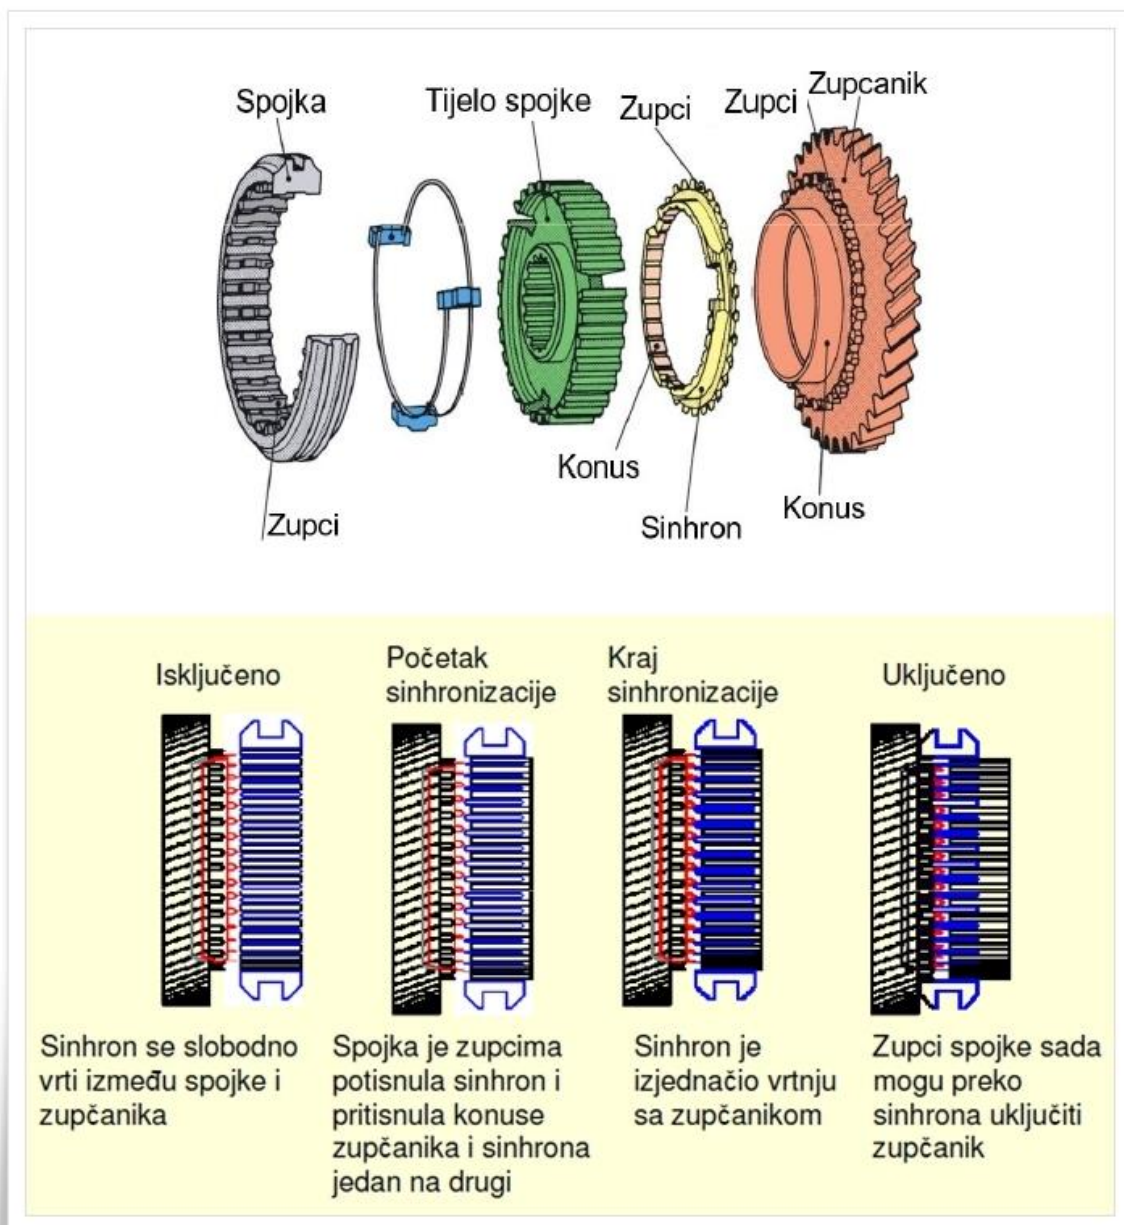 Spojka
Tijelo spojke
Zupci
Zupci
Zupcanik
Konus
Sinhron
Konus
Zupci
Isključeno
Početak
sinhronizacije
Kraj
sinhronizacije
Uključeno
Sinhron se slobodno
vrti između spojke i
zupčanika
Spojka je zupcima
potisnula sinhron i
pritisnula konuse
zupčanika i sinhrona
jedan na drugi
Sinhron je
izjednačio vrtnju
sa zupčanikom
Zupci spojke sada
mogu preko
sinhrona uključiti
zupčanik